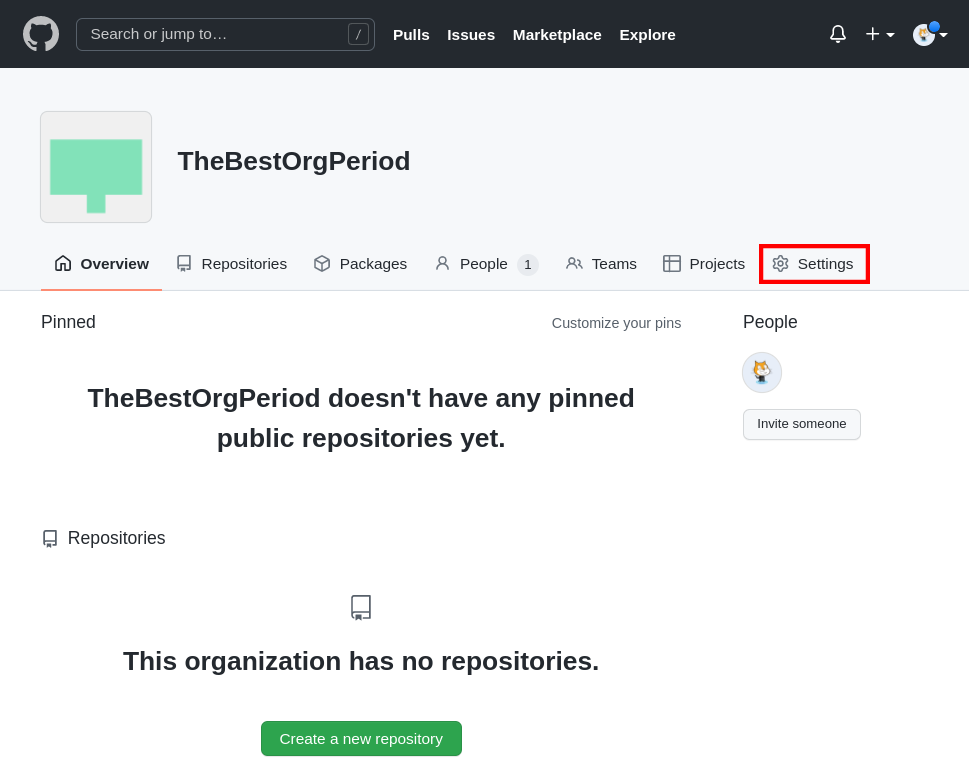 Search or jump to… /
Pulls Issues Marketplace Explore
TheBestOrgPeriod
Overview Repositories Packages People 1 Teams Projects Settings
Pinned
Customize your pins
People
TheBestOrgPeriod doesn't have any pinned
public repositories yet.
Invite someone
Repositories
This organization has no repositories.
Create a new repository